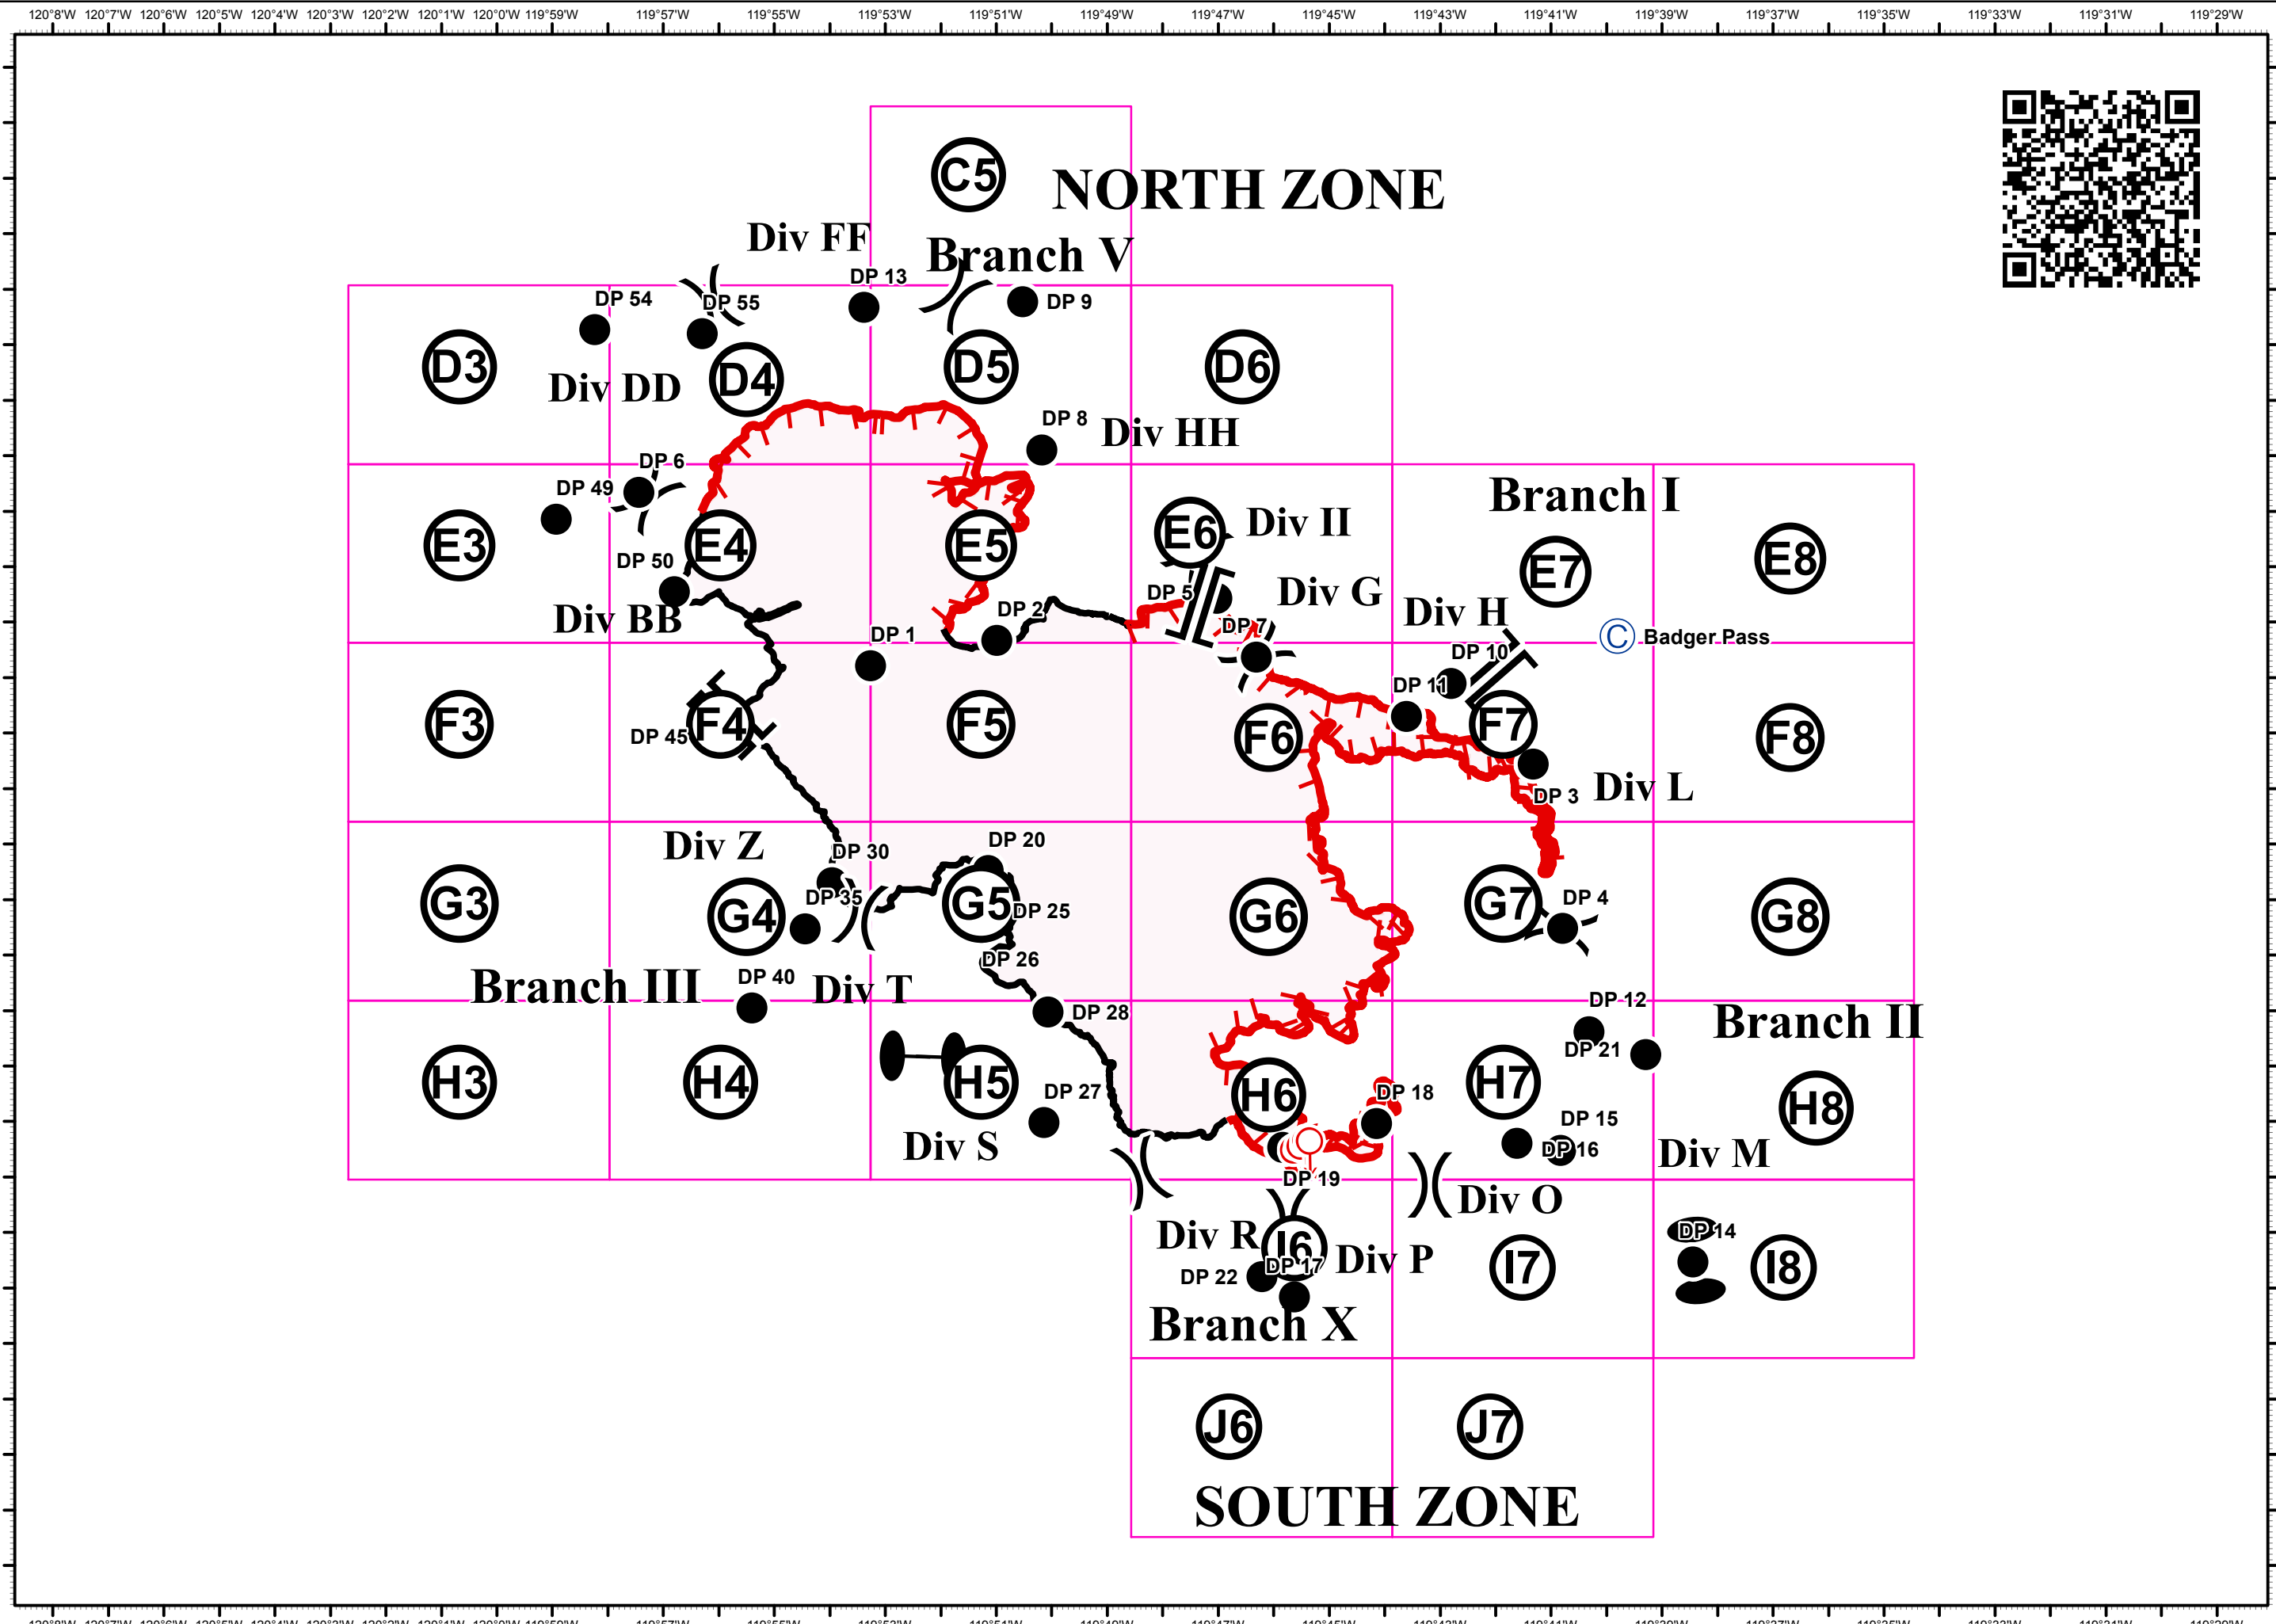 120°8'W 120°7'W 120°6'W 120°5'W 120°4'W 120°3'W 120°2'W 120°1'W 120°0'W 119°59'W 119°57'W 119°55'W 119°53'W 119°51'W 119°49'W 119°47'W 119°45'W 119°43'W 119°41'W 119°39'W 119°37'W 119°35'W 119°33'W 119°31'W 119°29'W
C5
NORTH ZONE
Div FF
Branch V
DP 13
DP 54
DP 55
DP 9
D3
D4
D5
D6
Div DD
DP 8
Div HH
DP 6
DP 49
Branch I
E3
E4
E5
E6
Div II
E7
E8
DP 50
DP 5
Div G
Div BB
DP 2
Div H
DP 1
DP 7
C Badger Pass
DP 10
DP 11
F3
F4
F5
F6
F7
F8
DP 45
DP 3
Div L
Div Z
DP 30
DP 20
G3
G4
DP 35
G5
DP 25
G6
G7
DP 4
G8
DP 26
Branch III
DP 40
Div T
DP 28
DP 12
Branch II
DP 21
H3
H4
H5
DP 27
H6
DP 18
H7
H8
DP 15
DP 16
Div S
Div M
DP 19
Div O
Div R
I6
Div P
DP 14
DP 22
DP 17
I7
I8
Branch X
J6
J7
SOUTH ZONE